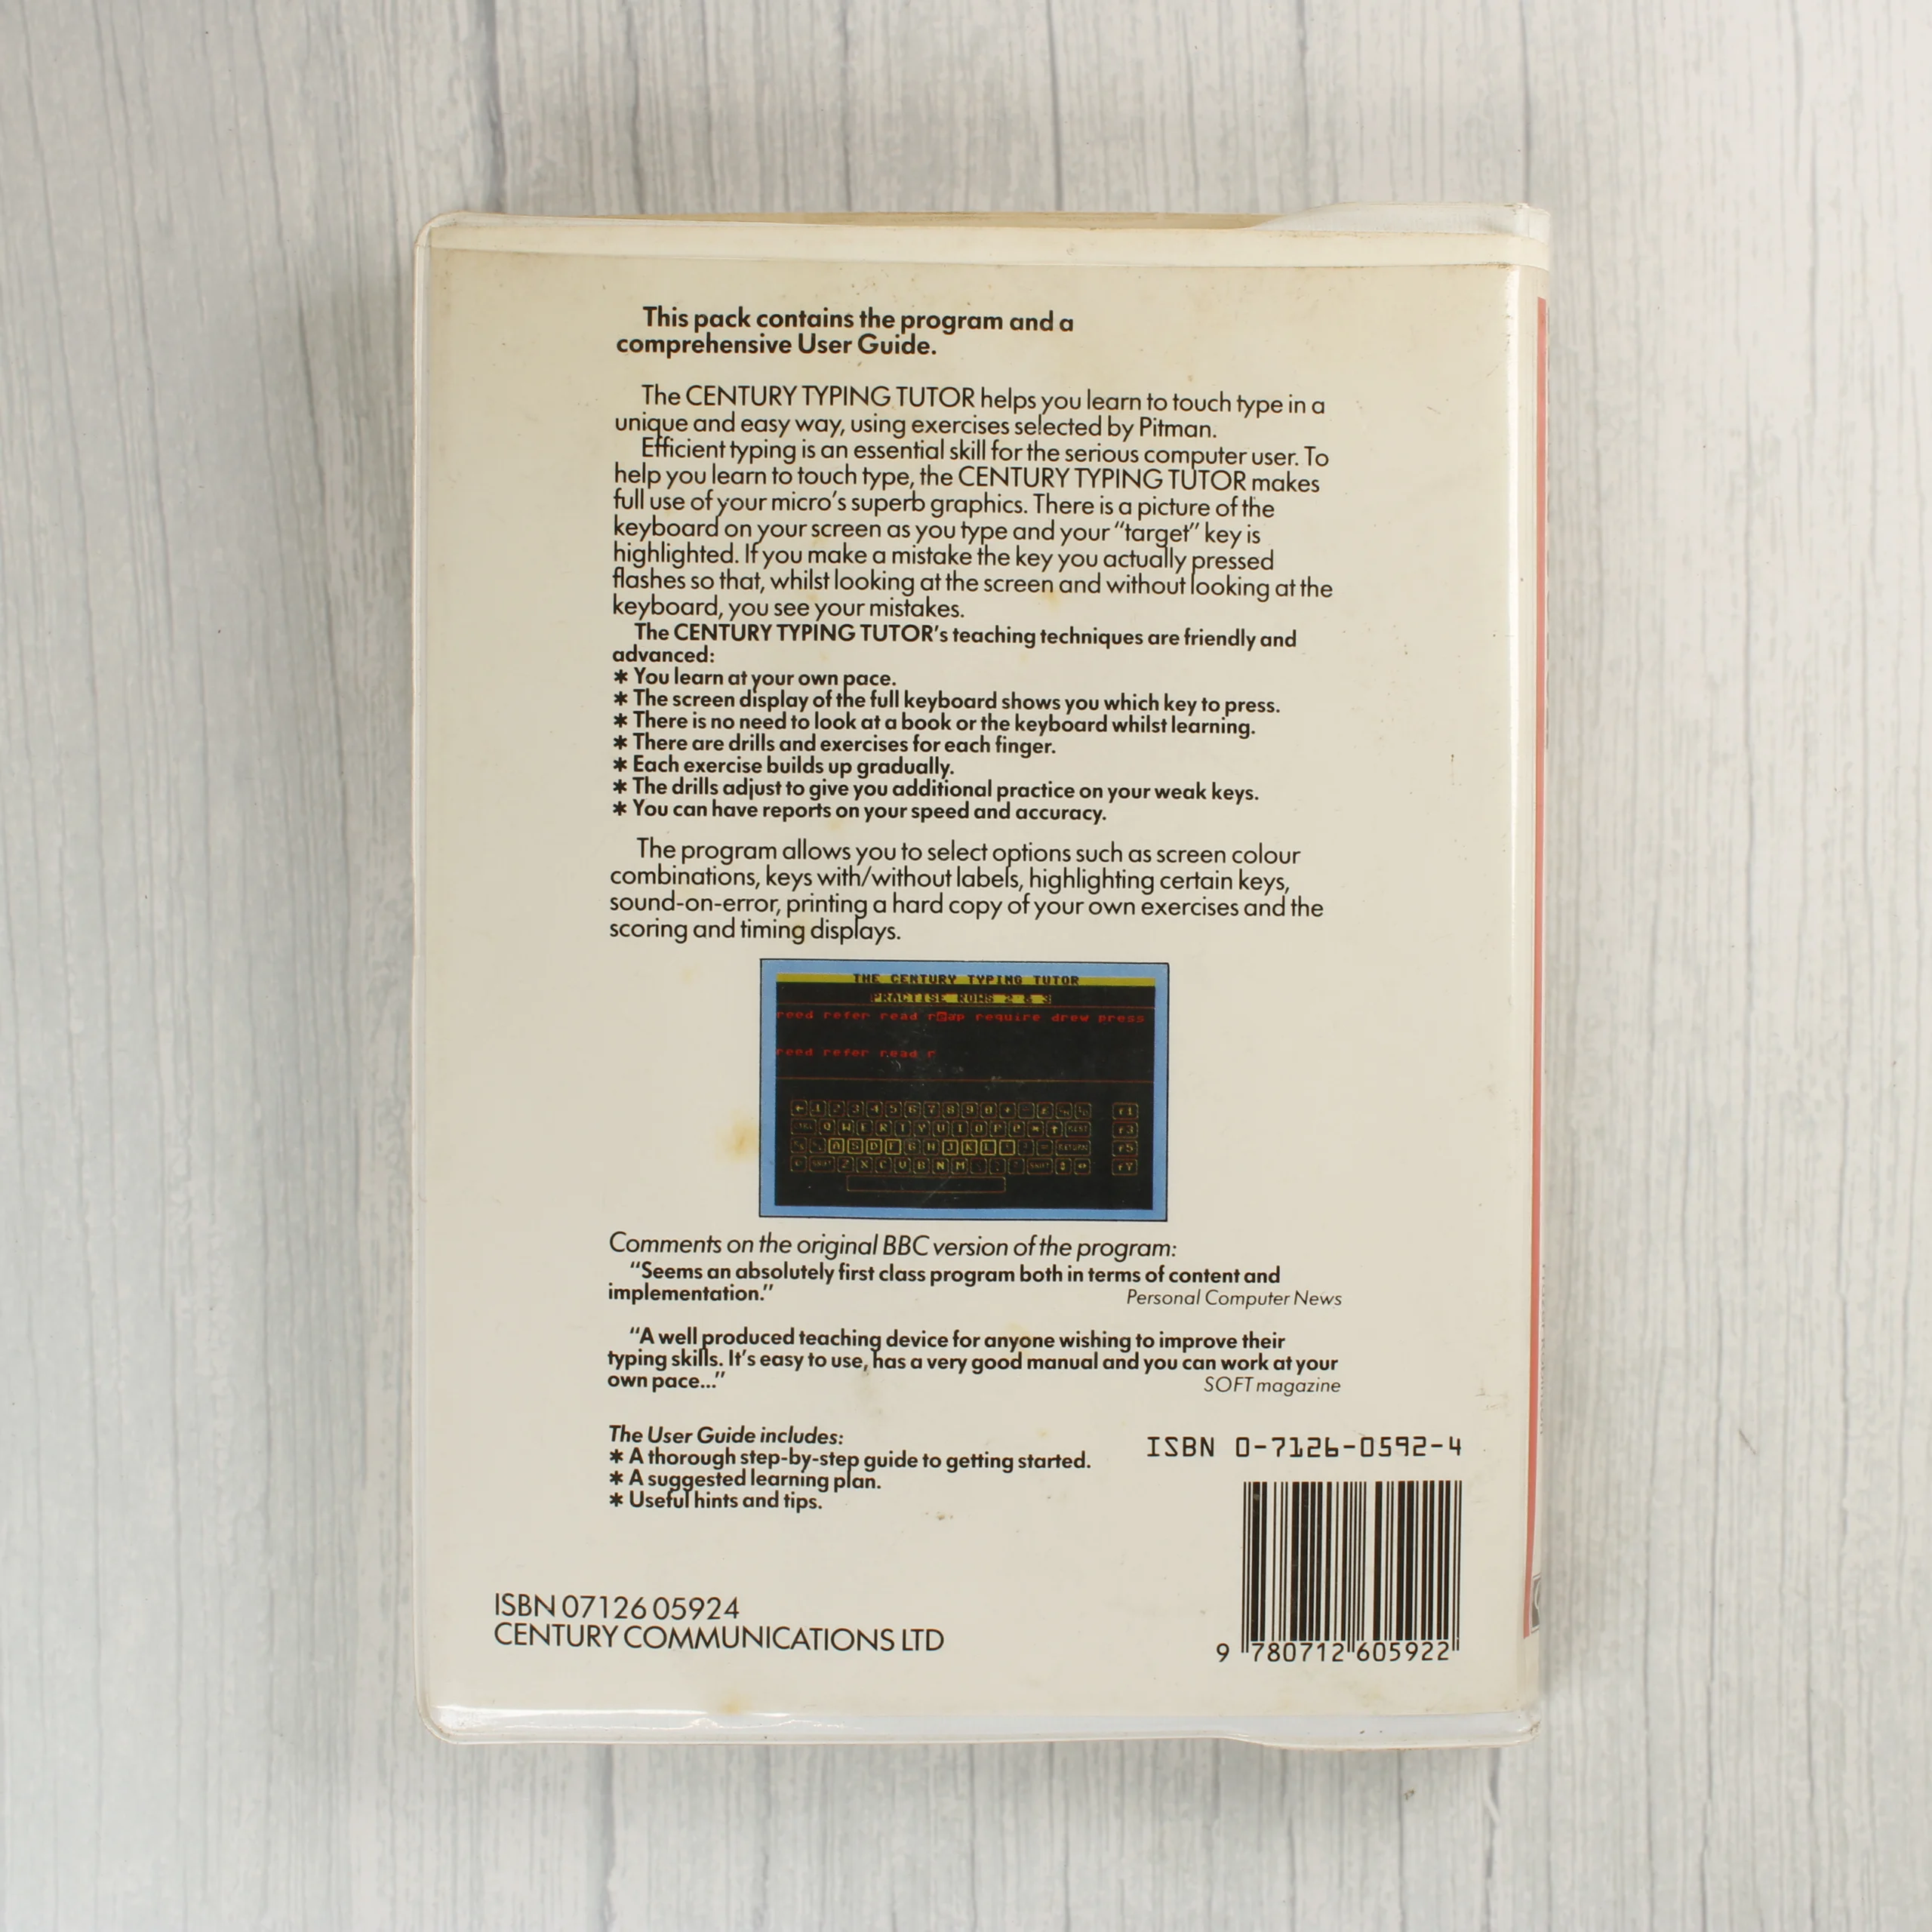 This pack contains the program and a
comprehensive User Guide.
The CENTURY TYPING TUTOR helps you learn to touch type in a
unique and easy way, using exercises selected by Pitman.
Efficient typing is an essential skill for the serious computer user. To
help you learn to touch type, the CENTURY TYPING TUTOR makes
full use of your micro's superb graphics. There is a picture of the
keyboard on your screen as you type and your "target" key is
highlighted. If you make a mistake the key you actually pressed
flashes so that, whilst looking at the screen and without looking at the
keyboard, you see your mistakes.
The CENTURY TYPING TUTOR's teaching techniques are friendly and
advanced:
* You learn at your own pace.
* The screen display of the full keyboard shows you which key to press.
* There is no need to look at a book or the keyboard whilst learning.
* There are drills and exercises for each finger.
* Each exercise builds up gradually.
* The drills adjust to give you additional practice on your weak keys.
* You can have reports on your speed and accuracy.
The program allows you to select options such as screen colour
combinations, keys with/without labels, highlighting certain keys,
sound-on-error, printing a hard copy of your own exercises and the
scoring and timing displays.
THE CENTURY TYPING TUTOR
PRACTISE ROWS 2 & 3
reed refer read reap require drew press
reed refer read r
1 2 3 4 5 6 7 8 9 0 + - £
Q W E R T Y U I O P @ * ↑ f1
f3
A S D F G H J K L RETURN f5
Z X C V B N M SHIFT f7
Comments on the original BBC version of the program:
"Seems an absolutely first class program both in terms of content and
implementation." Personal Computer News
"A well produced teaching device for anyone wishing to improve their
typing skills. It's easy to use, has a very good manual and you can work at your
own pace..." SOFT magazine
The User Guide includes:
* A thorough step-by-step guide to getting started.
* A suggested learning plan.
* Useful hints and tips.
ISBN 0-7126-0592-4
9 780712 605922
ISBN 07126 05924
CENTURY COMMUNICATIONS LTD